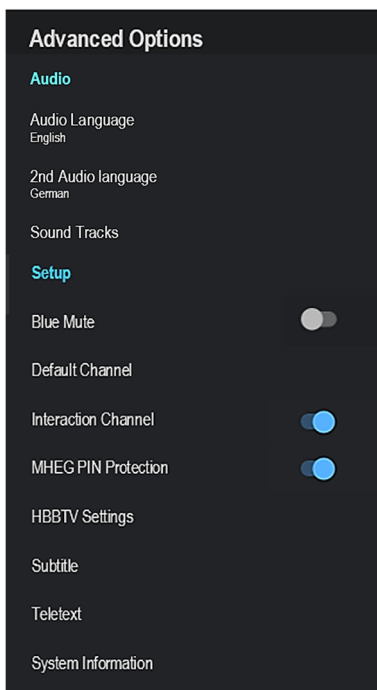 Advanced Options
Audio
Audio Language
English
2nd Audio language
German
Sound Tracks
Setup
Blue Mute
Default Channel
Interaction Channel
MHEG PIN Protection
HBBTV Settings
Subtitle
Teletext
System Information